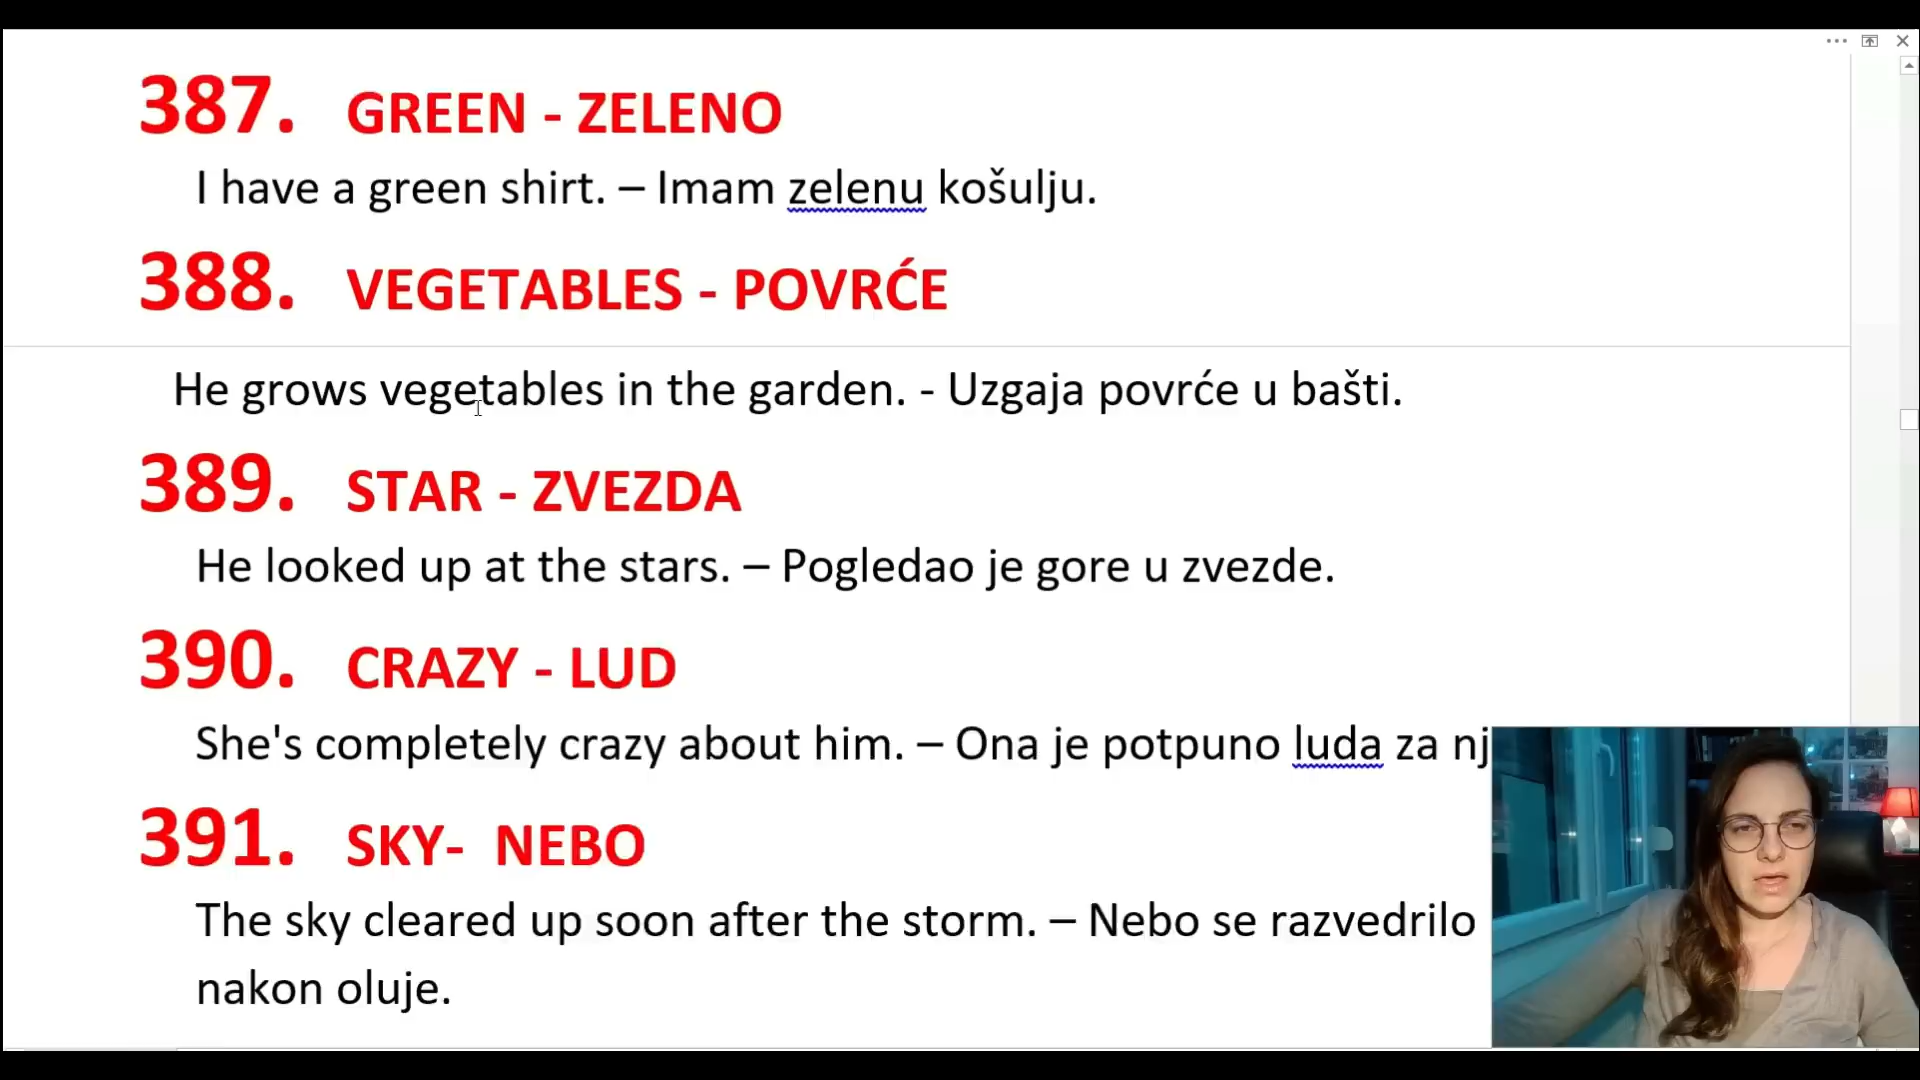 387. GREEN - ZELENO
I have a green shirt. – Imam zelenu košulju.
388. VEGETABLES - POVRĆE
He grows vegetables in the garden. - Uzgaja povrće u bašti.
389. STAR - ZVEZDA
He looked up at the stars. – Pogledao je gore u zvezde.
390. CRAZY - LUD
She's completely crazy about him. – Ona je potpuno luda za
391. SKY- NEBO
The sky cleared up soon after the storm. – Nebo se razvedrilo
nakon oluje.